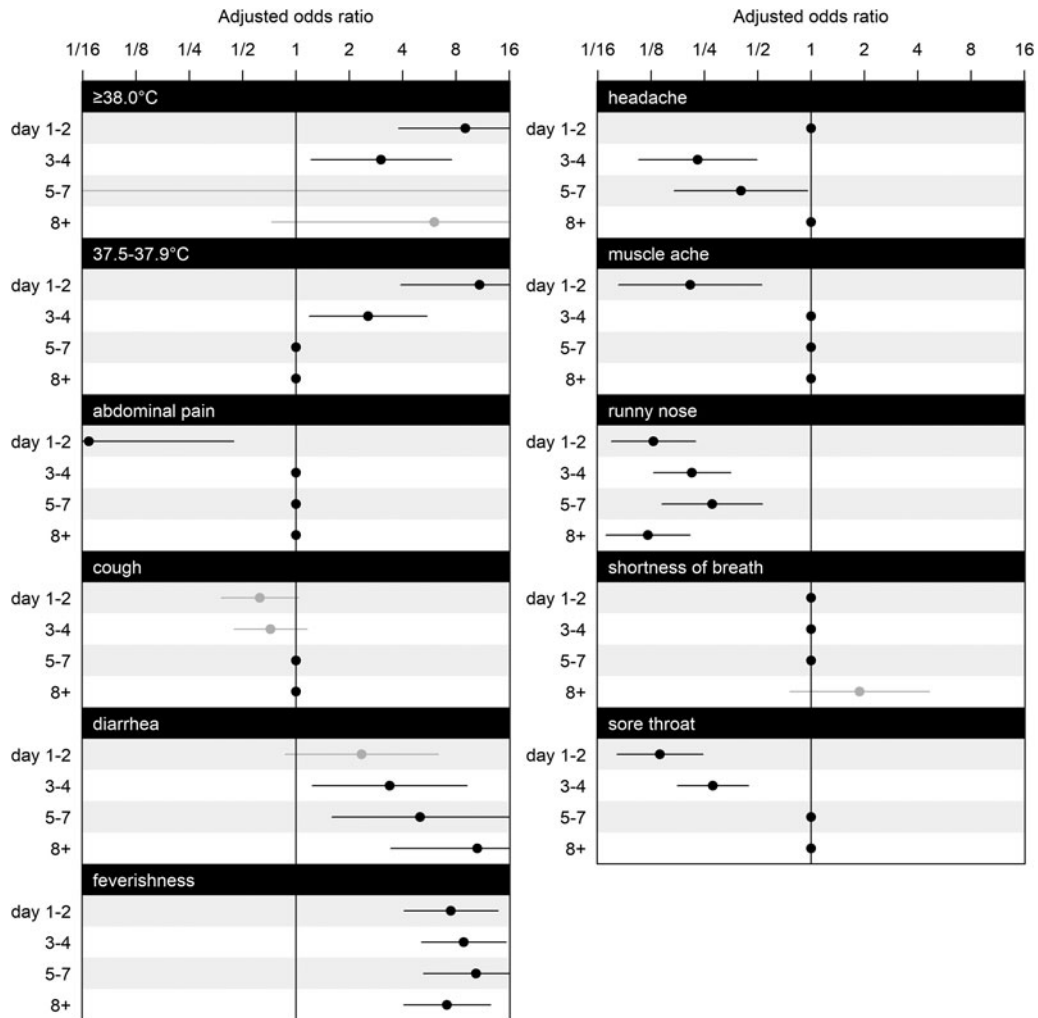 Adjusted odds ratio
1/16 1/8 1/4 1/2 1 2 4 8 16
≥38.0°C
day 1-2
3-4
5-7
8+
37.5-37.9°C
day 1-2
3-4
5-7
8+
abdominal pain
day 1-2
3-4
5-7
8+
cough
day 1-2
3-4
5-7
8+
diarrhea
day 1-2
3-4
5-7
8+
feverishness
day 1-2
3-4
5-7
8+
Adjusted odds ratio
1/16 1/8 1/4 1/2 1 2 4 8 16
headache
day 1-2
3-4
5-7
8+
muscle ache
day 1-2
3-4
5-7
8+
runny nose
day 1-2
3-4
5-7
8+
shortness of breath
day 1-2
3-4
5-7
8+
sore throat
day 1-2
3-4
5-7
8+